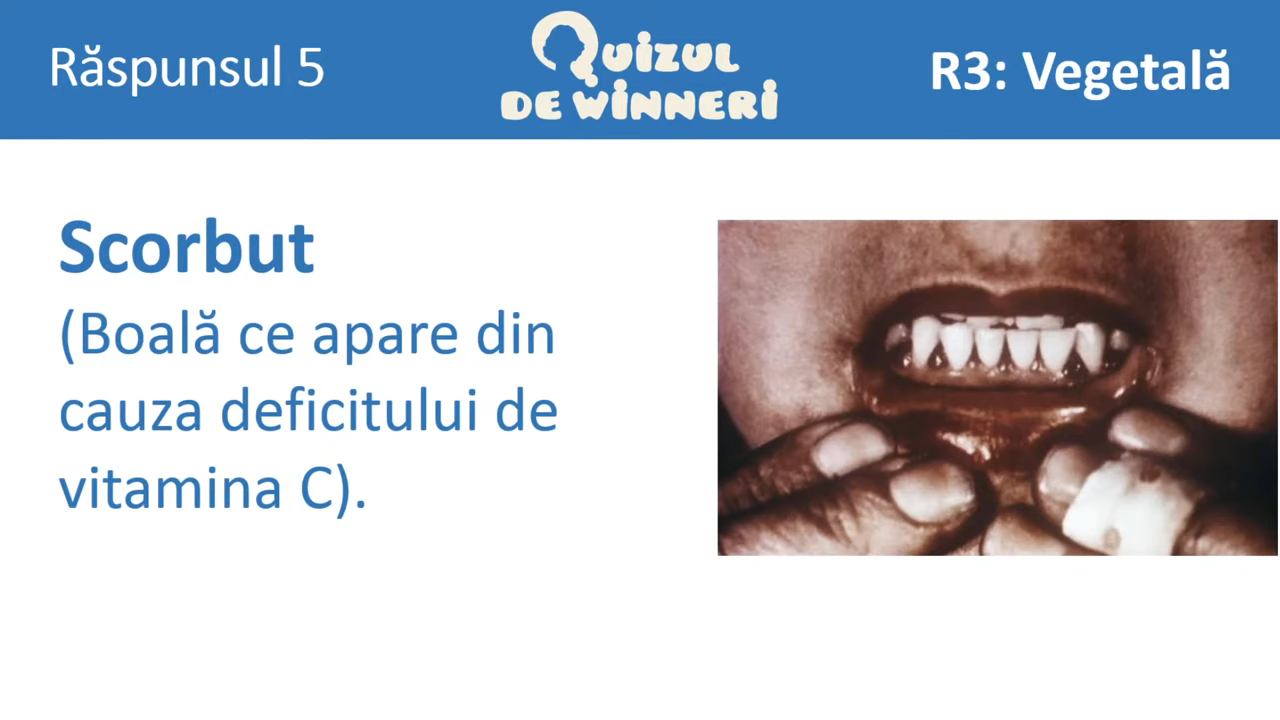 Răspunsul 5
QUIZUL
DE WINNERI
R3: Vegetală
Scorbut
(Boală ce apare din
cauza deficitului de
vitamina C).